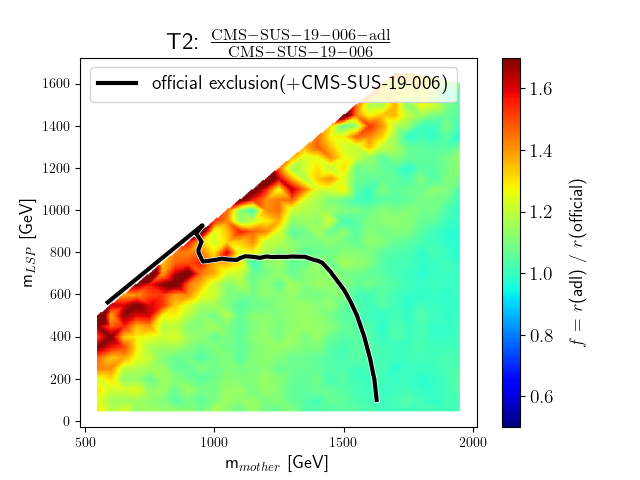 T2: CMS-SUS-19-006-adl
CMS-SUS-19-006
official exclusion(+CMS-SUS-19-006)
1600
1400
1200
1000
800
600
400
200
0
m_LSP [GeV]
500 1000 1500 2000
m_mother [GeV]
1.6
1.4
1.2
1.0
0.8
0.6
f = r(adl) / r(official)